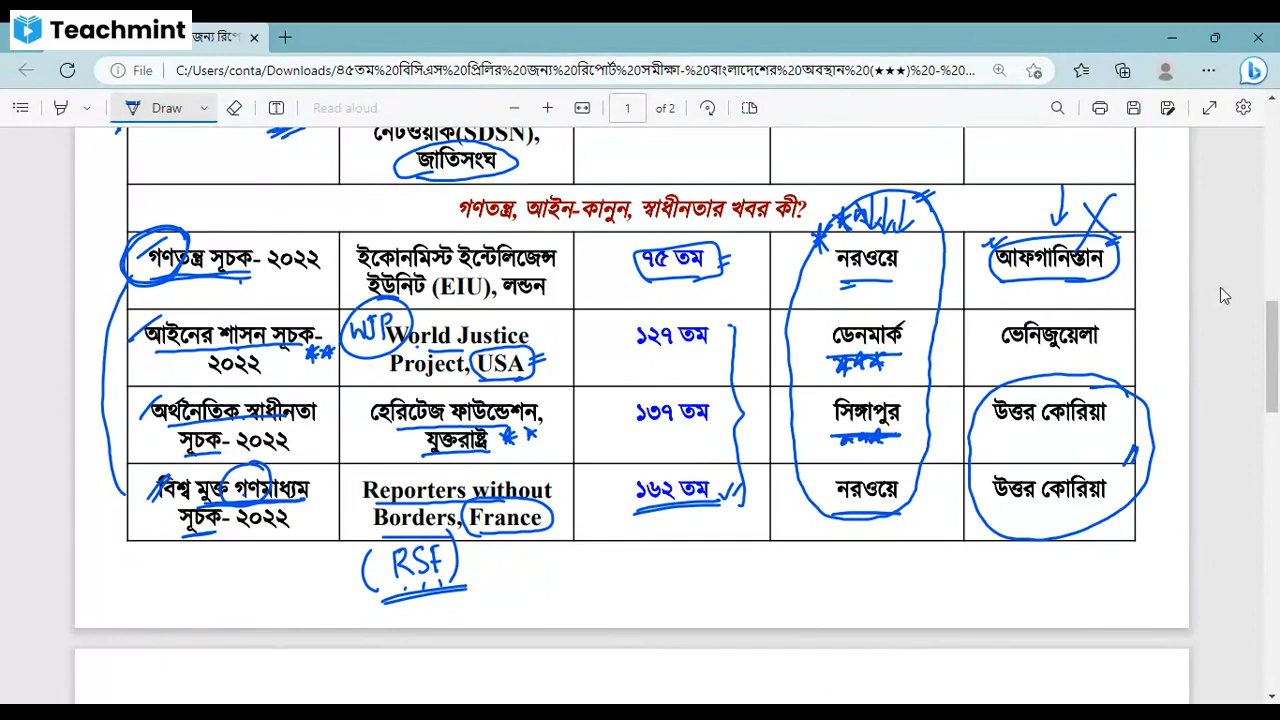 Teachmint
জন্য রিপো
File
C:/Users/conta/Downloads/৪৫তম%20বিসিএস%20প্রিলির%20জন্য%20রিপোর্ট%20সমীক্ষা-%20বাংলাদেশের%20অবস্থান%20(★★★)%20-%20...
Draw
Read aloud
1
of 2
নেটওয়ার্ক(SDSN),
জাতিসংঘ
গণতন্ত্র, আইন-কানুন, স্বাধীনতার খবর কী?
গণতন্ত্র সূচক- ২০২২
ইকোনমিস্ট ইন্টেলিজেন্স
ইউনিট (EIU), লন্ডন
৭৫ তম
নরওয়ে
আফগানিস্তান
আইনের শাসন সূচক-
২০২২
WJP
World Justice
Project, USA
১২৭ তম
ডেনমার্ক
ভেনিজুয়েলা
অর্থনৈতিক স্বাধীনতা
সূচক- ২০২২
হেরিটেজ ফাউন্ডেশন,
যুক্তরাষ্ট্র
১৩৭ তম
সিঙ্গাপুর
উত্তর কোরিয়া
বিশ্ব মুক্ত গণমাধ্যম
সূচক- ২০২২
Reporters without
Borders, France
১৬২ তম
নরওয়ে
উত্তর কোরিয়া
(RSF)